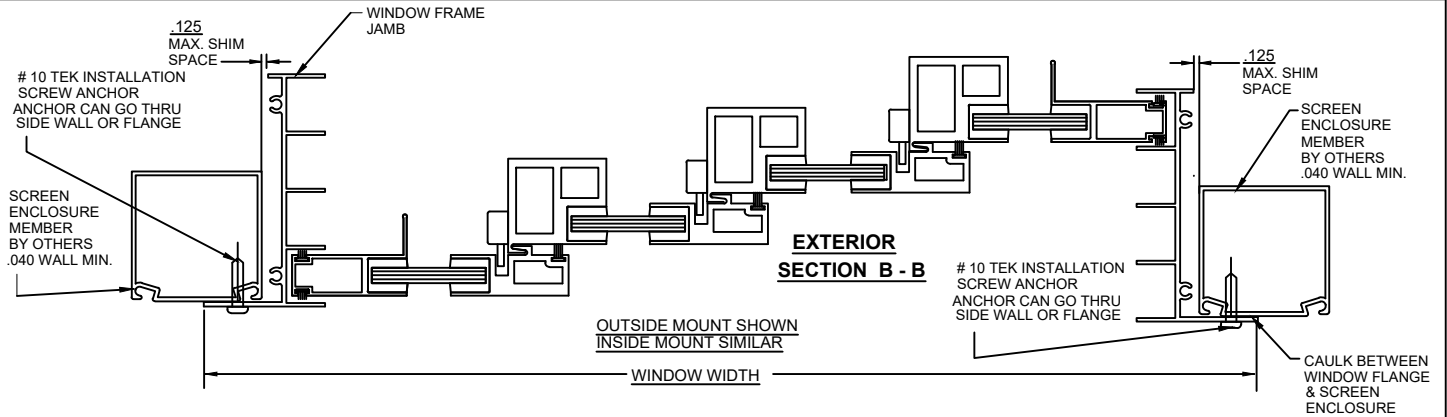 .125
MAX. SHIM
SPACE
WINDOW FRAME
JAMB
# 10 TEK INSTALLATION
SCREW ANCHOR
ANCHOR CAN GO THRU
SIDE WALL OR FLANGE
SCREEN
ENCLOSURE
MEMBER
BY OTHERS
.040 WALL MIN.
.125
MAX. SHIM
SPACE
SCREEN
ENCLOSURE
MEMBER
BY OTHERS
.040 WALL MIN.
EXTERIOR
SECTION B - B
# 10 TEK INSTALLATION
SCREW ANCHOR
ANCHOR CAN GO THRU
SIDE WALL OR FLANGE
OUTSIDE MOUNT SHOWN
INSIDE MOUNT SIMILAR
WINDOW WIDTH
CAULK BETWEEN
WINDOW FLANGE
& SCREEN
ENCLOSURE